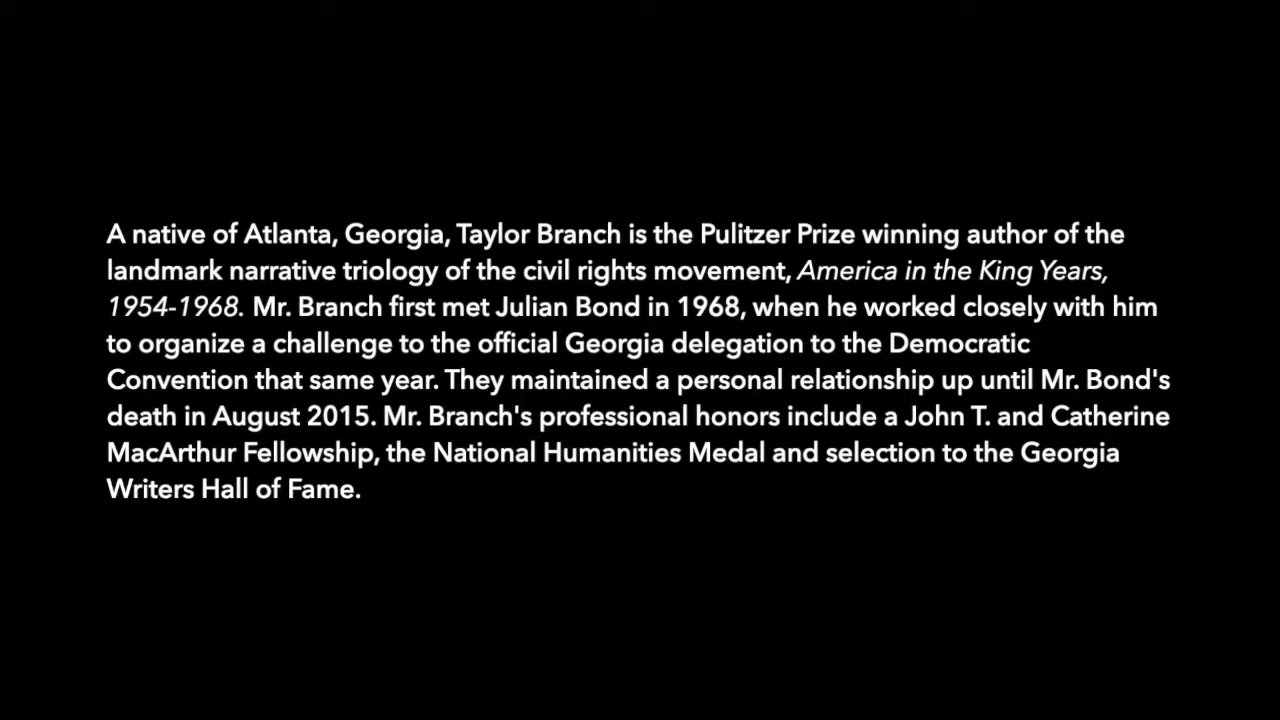 A native of Atlanta, Georgia, Taylor Branch is the Pulitzer Prize winning author of the
landmark narrative triology of the civil rights movement, America in the King Years,
1954-1968. Mr. Branch first met Julian Bond in 1968, when he worked closely with him
to organize a challenge to the official Georgia delegation to the Democratic
Convention that same year. They maintained a personal relationship up until Mr. Bond's
death in August 2015. Mr. Branch's professional honors include a John T. and Catherine
MacArthur Fellowship, the National Humanities Medal and selection to the Georgia
Writers Hall of Fame.